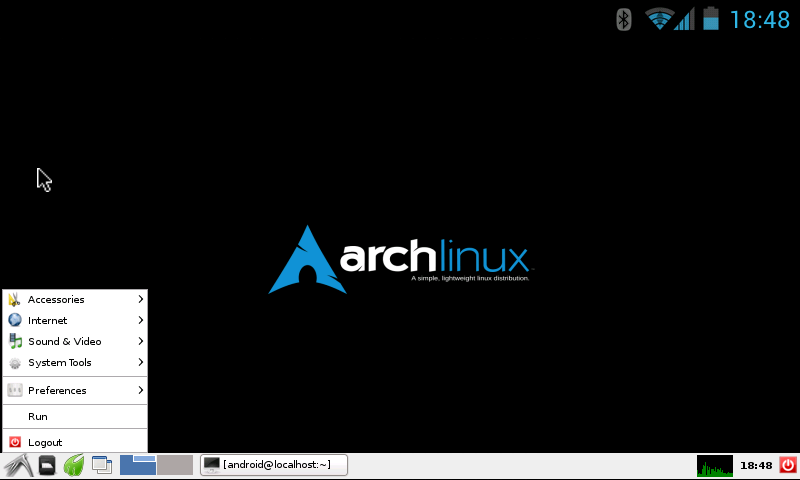 18:48
archlinux
A simple, lightweight linux distribution.
Accessories
Internet
Sound & Video
System Tools
Preferences
Run
Logout
[android@localhost:~]
18:48